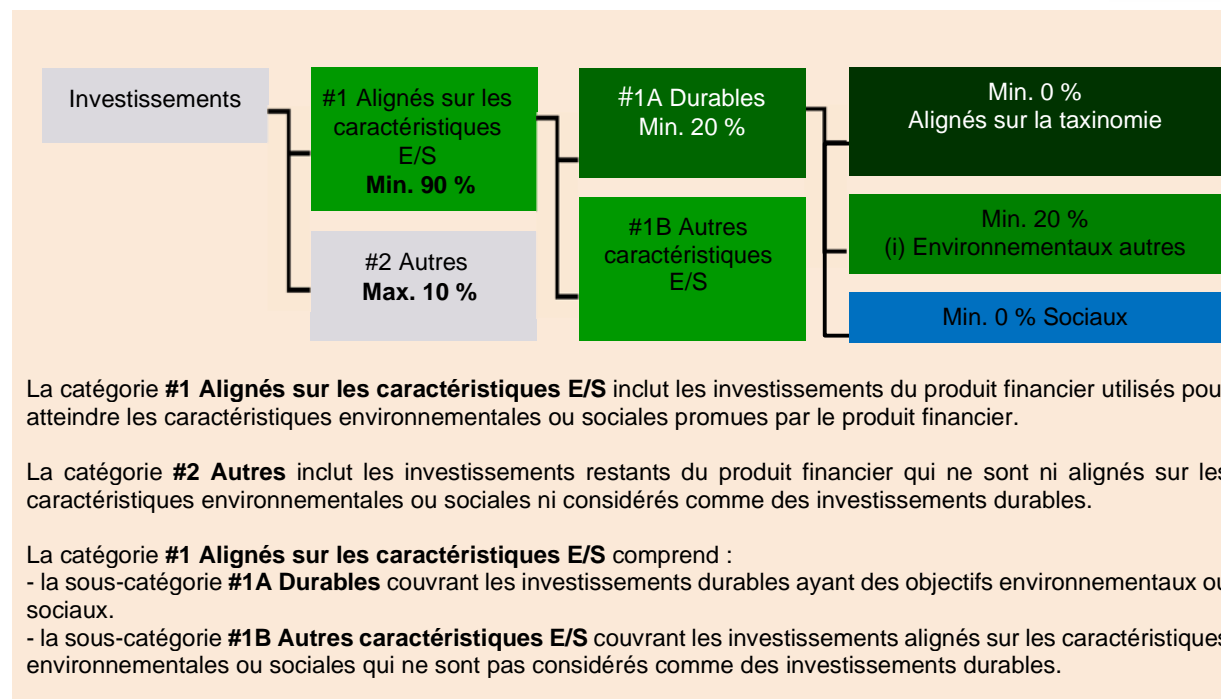 Investissements
#1 Alignés sur les
caractéristiques
E/S
Min. 90 %
#2 Autres
Max. 10 %
#1A Durables
Min. 20 %
#1B Autres
caractéristiques
E/S
Min. 0 %
Alignés sur la taxinomie
Min. 20 %
(i) Environnementaux autres
Min. 0 % Sociaux
La catégorie #1 Alignés sur les caractéristiques E/S inclut les investissements du produit financier utilisés pou
atteindre les caractéristiques environnementales ou sociales promues par le produit financier.
La catégorie #2 Autres inclut les investissements restants du produit financier qui ne sont ni alignés sur les
caractéristiques environnementales ou sociales ni considérés comme des investissements durables.
La catégorie #1 Alignés sur les caractéristiques E/S comprend :
- la sous-catégorie #1A Durables couvrant les investissements durables ayant des objectifs environnementaux ou
sociaux.
- la sous-catégorie #1B Autres caractéristiques E/S couvrant les investissements alignés sur les caractéristiques
environnementales ou sociales qui ne sont pas considérés comme des investissements durables.